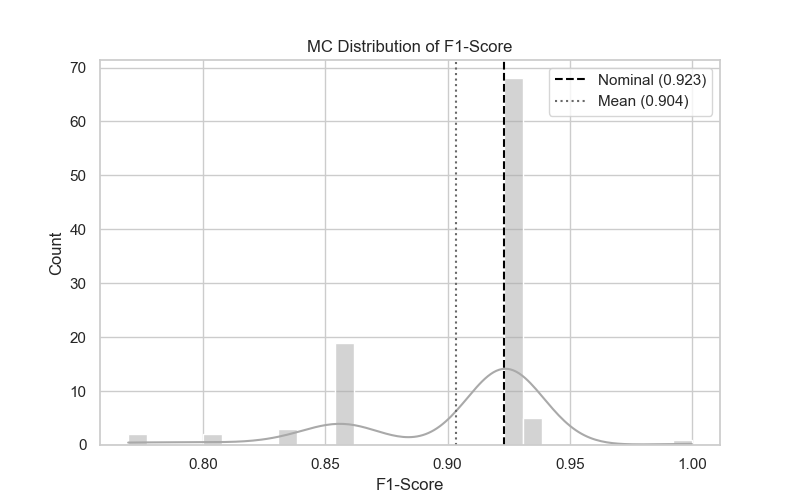 MC Distribution of F1-Score
Nominal (0.923)
Mean (0.904)
Count
70
60
50
40
30
20
10
0
0.80 0.85 0.90 0.95 1.00
F1-Score